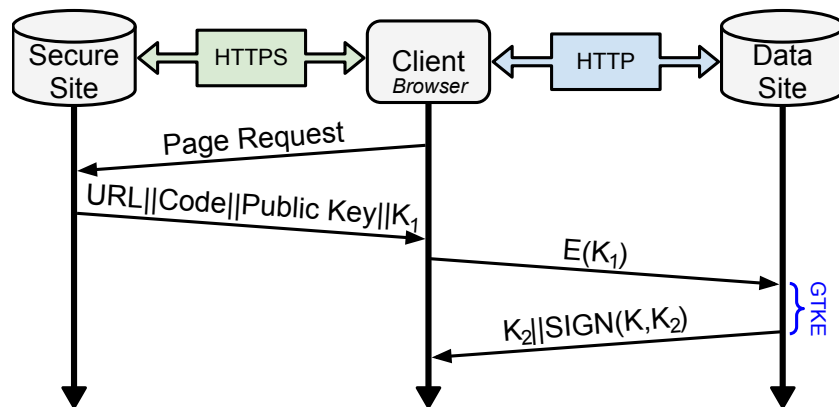 Secure
Site
HTTPS
Client
Browser
HTTP
Data
Site
Page Request
URL||Code||Public Key||K₁
E(K₁)
GTKE
K₂||SIGN(K,K₂)